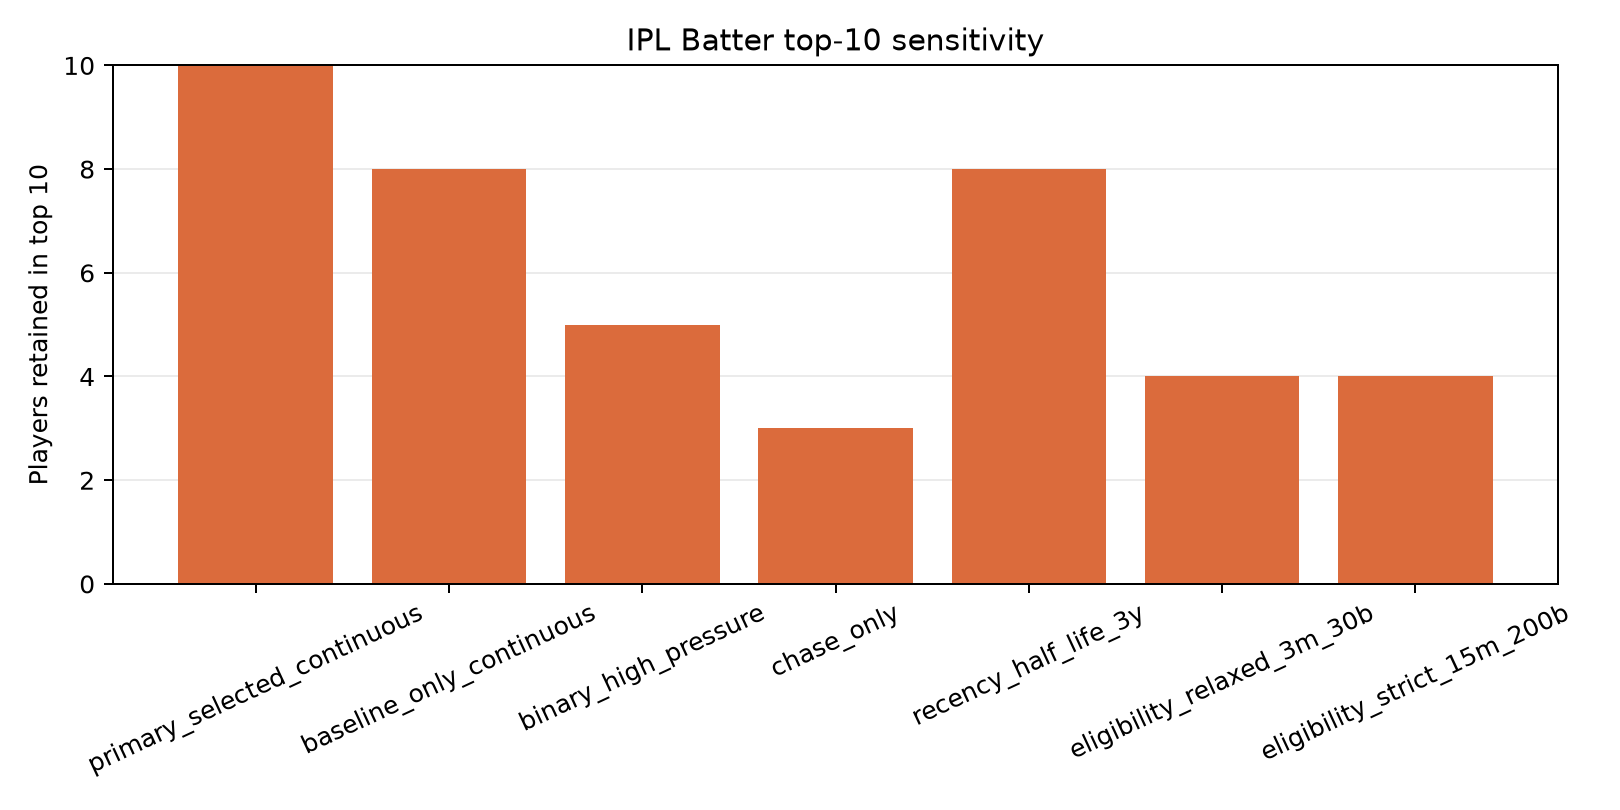 IPL Batter top-10 sensitivity
Players retained in top 10
10
8
6
4
2
0
primary_selected_continuous
baseline_only_continuous
binary_high_pressure
chase_only
recency_half_life_3y
eligibility_relaxed_3m_30b
eligibility_strict_15m_200b